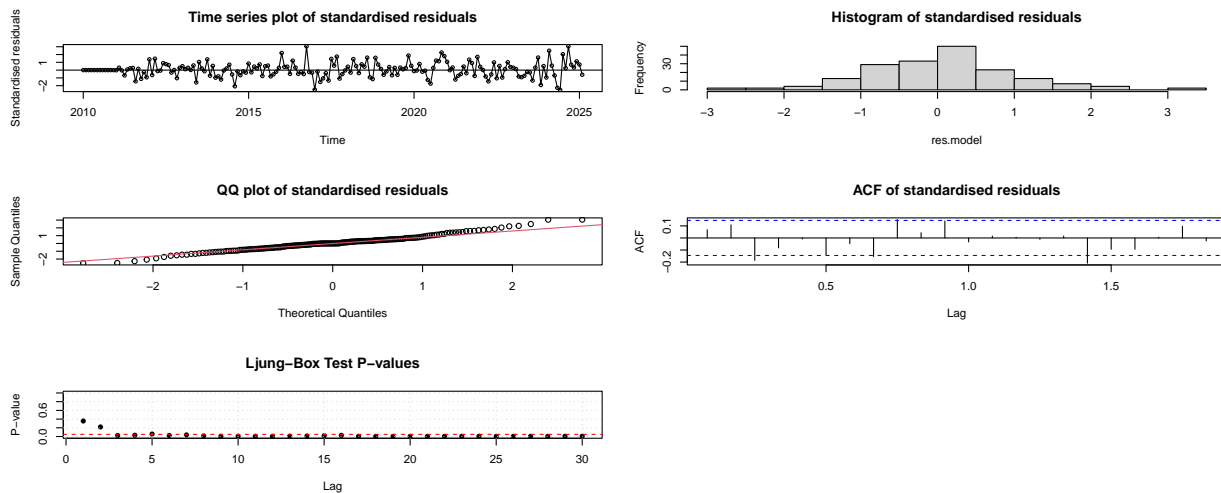 Time series plot of standardised residuals
Standardised residuals
1
−2
2010 2015 2020 2025
Time
Histogram of standardised residuals
Frequency
30
0
−3 −2 −1 0 1 2 3
res.model
QQ plot of standardised residuals
Sample Quantiles
1
−2
−2 −1 0 1 2
Theoretical Quantiles
ACF of standardised residuals
ACF
0.1
−0.2
0.5 1.0 1.5
Lag
Ljung−Box Test P−values
P−value
0.6
0.0
0 5 10 15 20 25 30
Lag